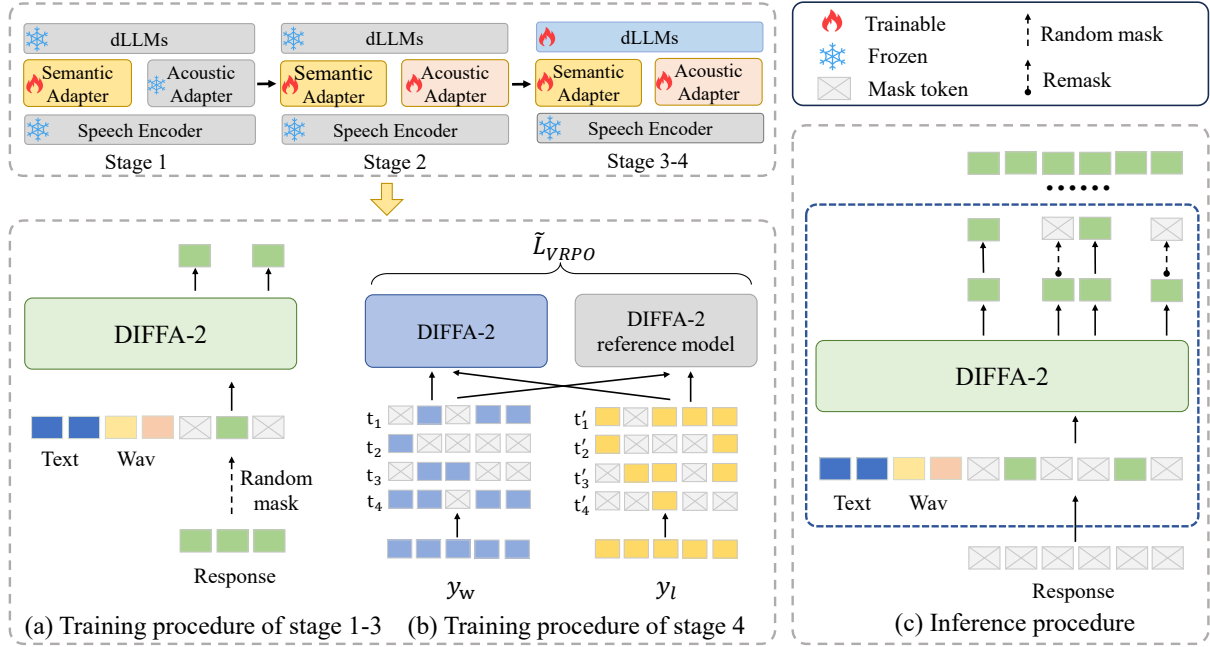 dLLMs
Semantic
Adapter
Acoustic
Adapter
Speech Encoder
Stage 1
dLLMs
Semantic
Adapter
Acoustic
Adapter
Speech Encoder
Stage 2
dLLMs
Semantic
Adapter
Acoustic
Adapter
Speech Encoder
Stage 3-4
Trainable
Frozen
Mask token
Random mask
Remask
DIFFA-2
Text
Wav
Random
mask
Response
(a) Training procedure of stage 1-3
L̃_VRPO
DIFFA-2
DIFFA-2
reference model
t₁
t₂
t₃
t₄
t′₁
t′₂
t′₃
t′₄
y_w
y_l
(b) Training procedure of stage 4
DIFFA-2
Text
Wav
Response
(c) Inference procedure